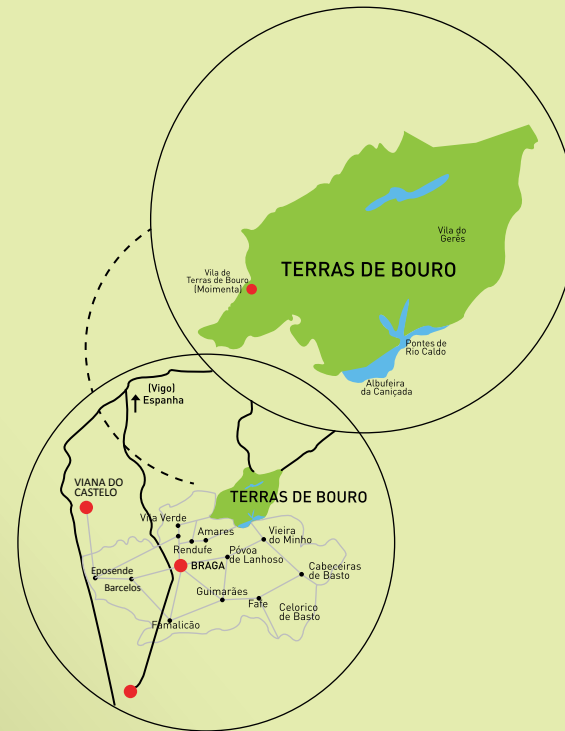 Vila do
Gerês
TERRAS DE BOURO
Vila de
Terras de Bouro
(Moimenta)
Pontes de
Rio Caldo
Albufeira
da Caniçada
(Vigo)
Espanha
VIANA DO
CASTELO
TERRAS DE BOURO
Vila Verde
Amares
Vieira
do Minho
Rendufe
Póvoa
de Lanhoso
BRAGA
Cabeceiras
de Basto
Eposende
Barcelos
Guimarães
Fafe
Celorico
de Basto
Famalicão